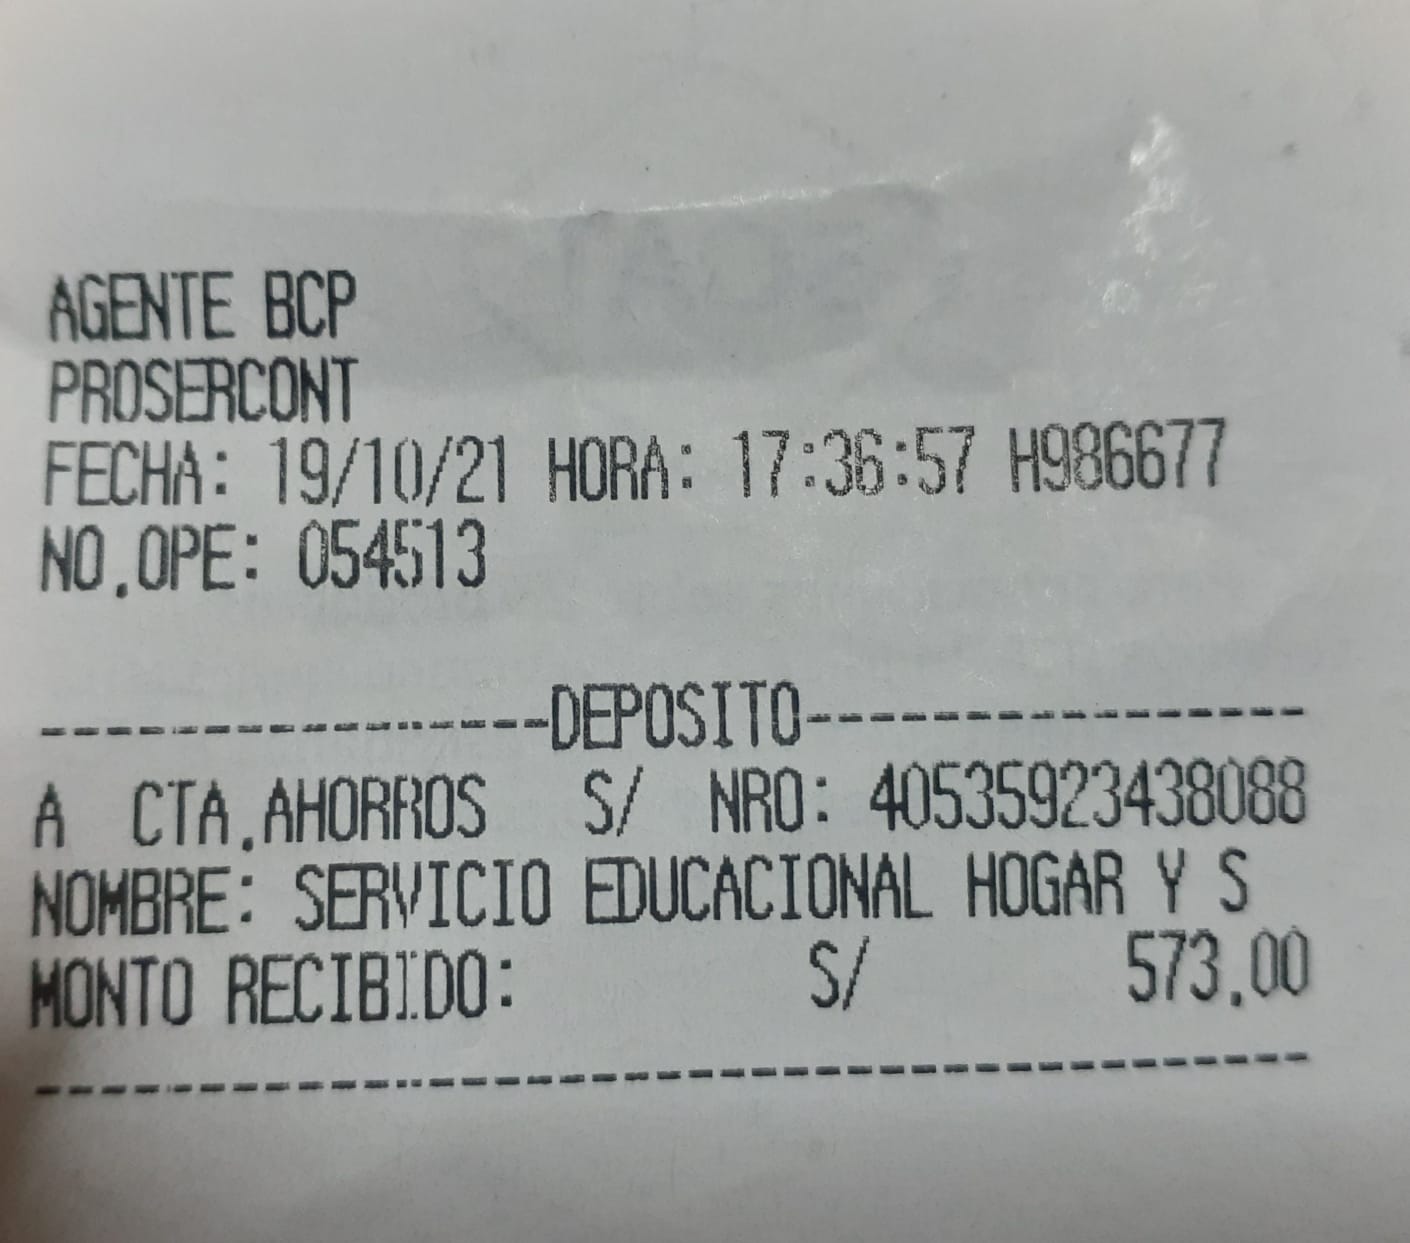 AGENTE BCP
PROSERCONT
FECHA: 19/10/21 HORA: 17:36:57 H986677
NO.OPE: 054513
----------------DEPOSITO----------------
A CTA.AHORROS S/ NRO: 40535923438088
NOMBRE: SERVICIO EDUCACIONAL HOGAR Y S
MONTO RECIBIDO: S/ 573.00
----------------------------------------